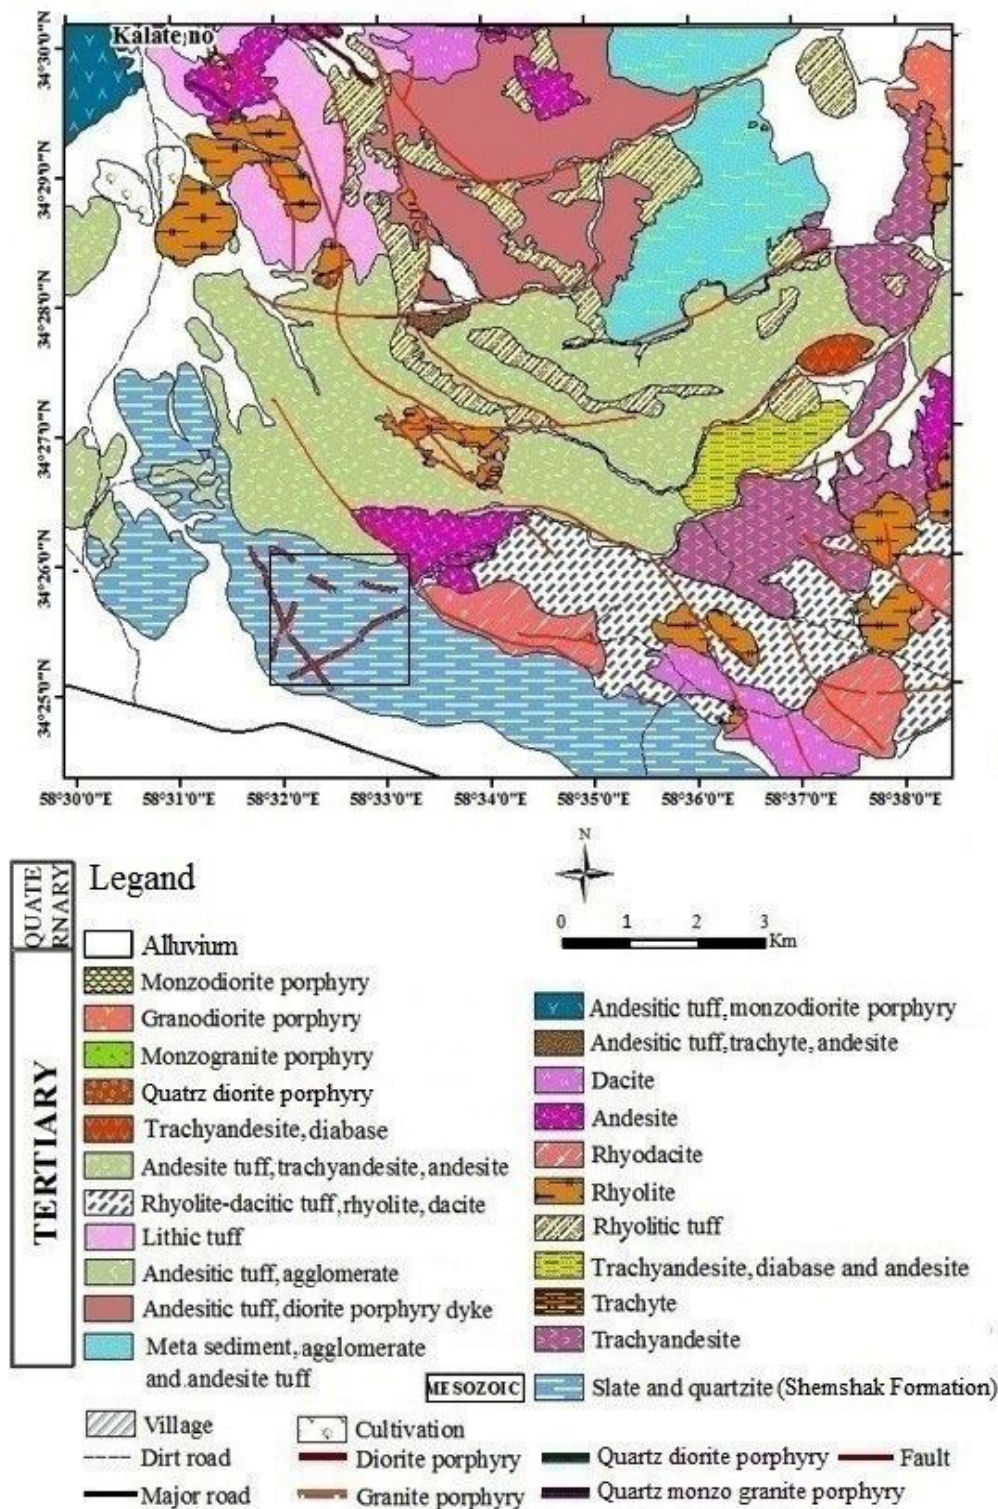 Kalate no
34°30'0"N
34°29'0"N
34°28'0"N
34°27'0"N
34°26'0"N
34°25'0"N
58°30'0"E
58°31'0"E
58°32'0"E
58°33'0"E
58°34'0"E
58°35'0"E
58°36'0"E
58°37'0"E
58°38'0"E
N
0 1 2 3
Km
Legand
QUATE
RNARY
TERTIARY
Alluvium
Monzodiorite porphyry
Granodiorite porphyry
Monzogranite porphyry
Quatrz diorite porphyry
Trachyandesite, diabase
Andesite tuff, trachyandesite, andesite
Rhyolite-dacitic tuff, rhyolite, dacite
Lithic tuff
Andesitic tuff, agglomerate
Andesitic tuff, diorite porphyry dyke
Meta sediment, agglomerate
and andesite tuff
Andesitic tuff, monzodiorite porphyry
Andesitic tuff, trachyte, andesite
Dacite
Andesite
Rhyodacite
Rhyolite
Rhyolitic tuff
Trachyandesite, diabase and andesite
Trachyte
Trachyandesite
MESOZOIC
Slate and quartzite (Shemshak Formation)
Village
Cultivation
Dirt road
Diorite porphyry
Quartz diorite porphyry
Fault
Major road
Granite porphyry
Quartz monzo granite porphyry